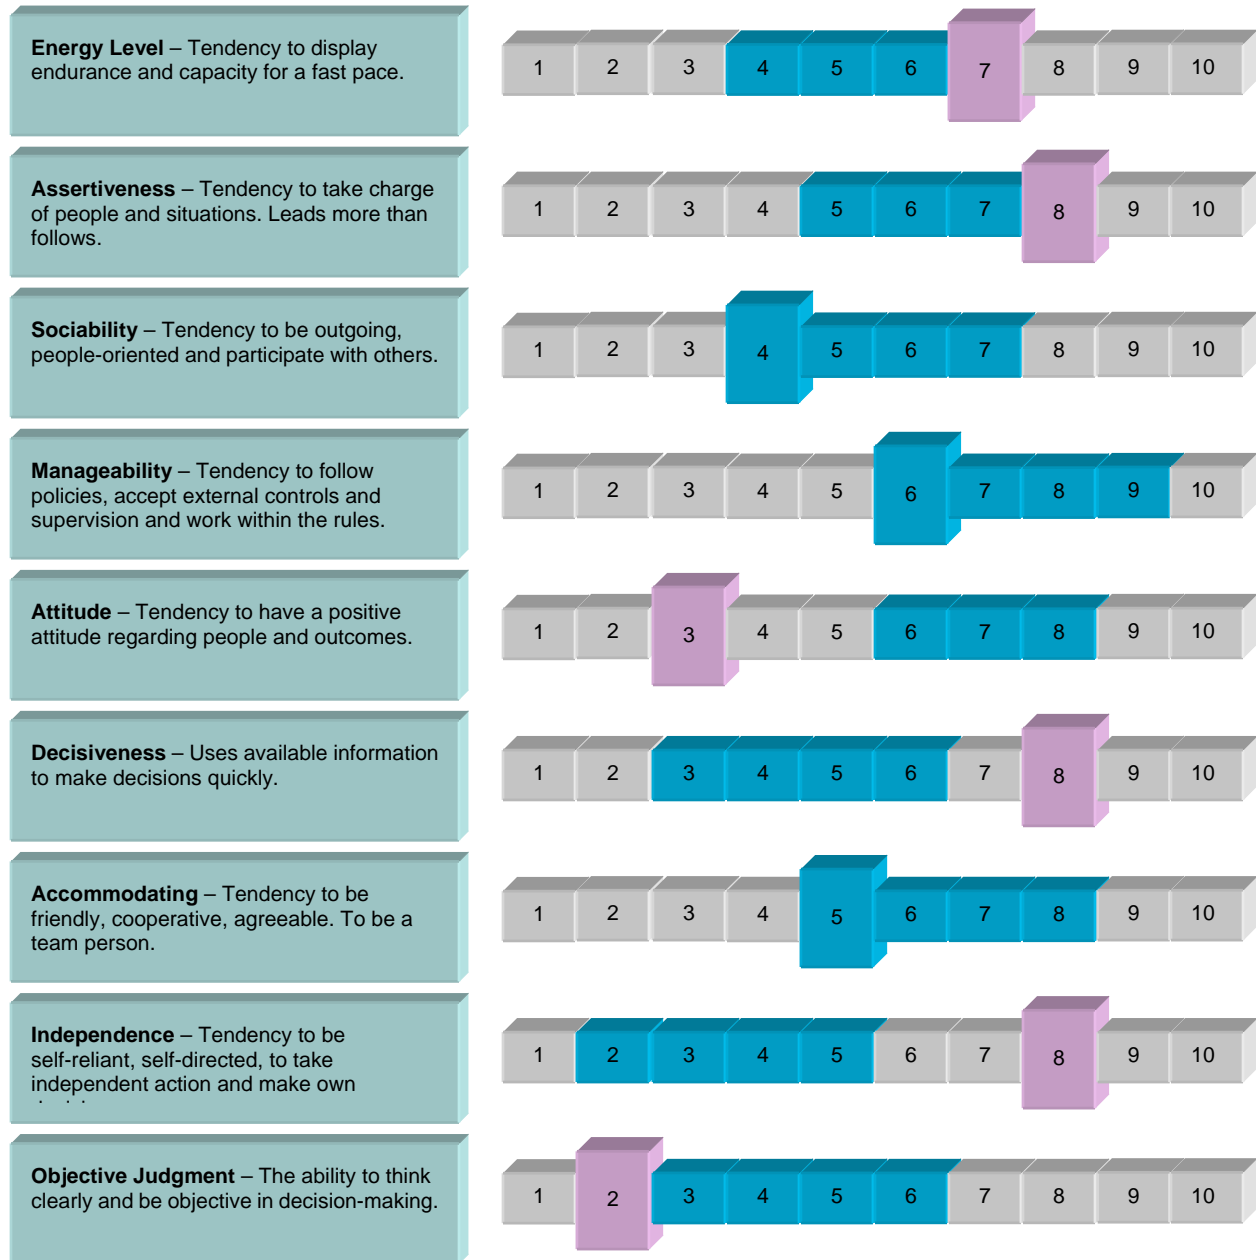 Energy Level – Tendency to display
endurance and capacity for a fast pace.
1 2 3 4 5 6 7 8 9 10
Assertiveness – Tendency to take charge
of people and situations. Leads more than
follows.
1 2 3 4 5 6 7 8 9 10
Sociability – Tendency to be outgoing,
people-oriented and participate with others.
1 2 3 4 5 6 7 8 9 10
Manageability – Tendency to follow
policies, accept external controls and
supervision and work within the rules.
1 2 3 4 5 6 7 8 9 10
Attitude – Tendency to have a positive
attitude regarding people and outcomes.
1 2 3 4 5 6 7 8 9 10
Decisiveness – Uses available information
to make decisions quickly.
1 2 3 4 5 6 7 8 9 10
Accommodating – Tendency to be
friendly, cooperative, agreeable. To be a
team person.
1 2 3 4 5 6 7 8 9 10
Independence – Tendency to be
self-reliant, self-directed, to take
independent action and make own
1 2 3 4 5 6 7 8 9 10
Objective Judgment – The ability to think
clearly and be objective in decision-making.
1 2 3 4 5 6 7 8 9 10